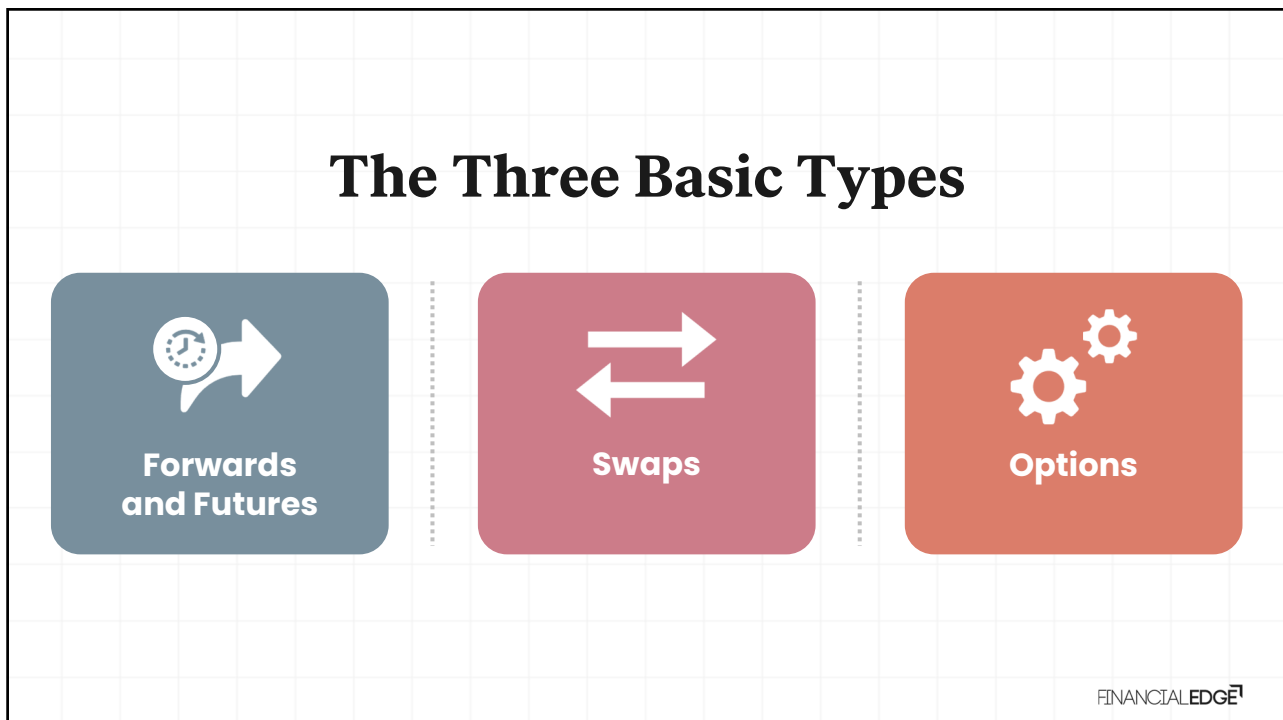 The Three Basic Types
Forwards
and Futures
Swaps
Options
FINANCIALEDGE